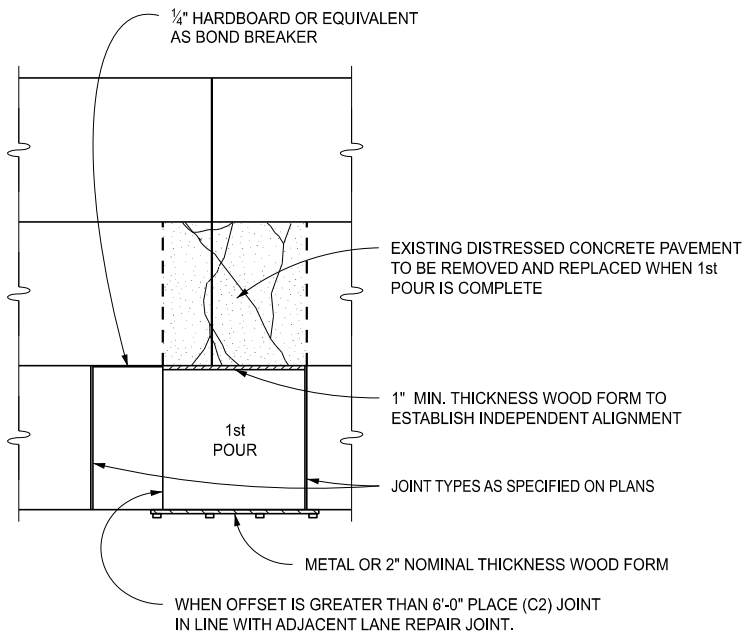 ¼" HARDBOARD OR EQUIVALENT
AS BOND BREAKER
EXISTING DISTRESSED CONCRETE PAVEMENT
TO BE REMOVED AND REPLACED WHEN 1st
POUR IS COMPLETE
1" MIN. THICKNESS WOOD FORM TO
ESTABLISH INDEPENDENT ALIGNMENT
1st
POUR
JOINT TYPES AS SPECIFIED ON PLANS
METAL OR 2" NOMINAL THICKNESS WOOD FORM
WHEN OFFSET IS GREATER THAN 6'-0" PLACE (C2) JOINT
IN LINE WITH ADJACENT LANE REPAIR JOINT.